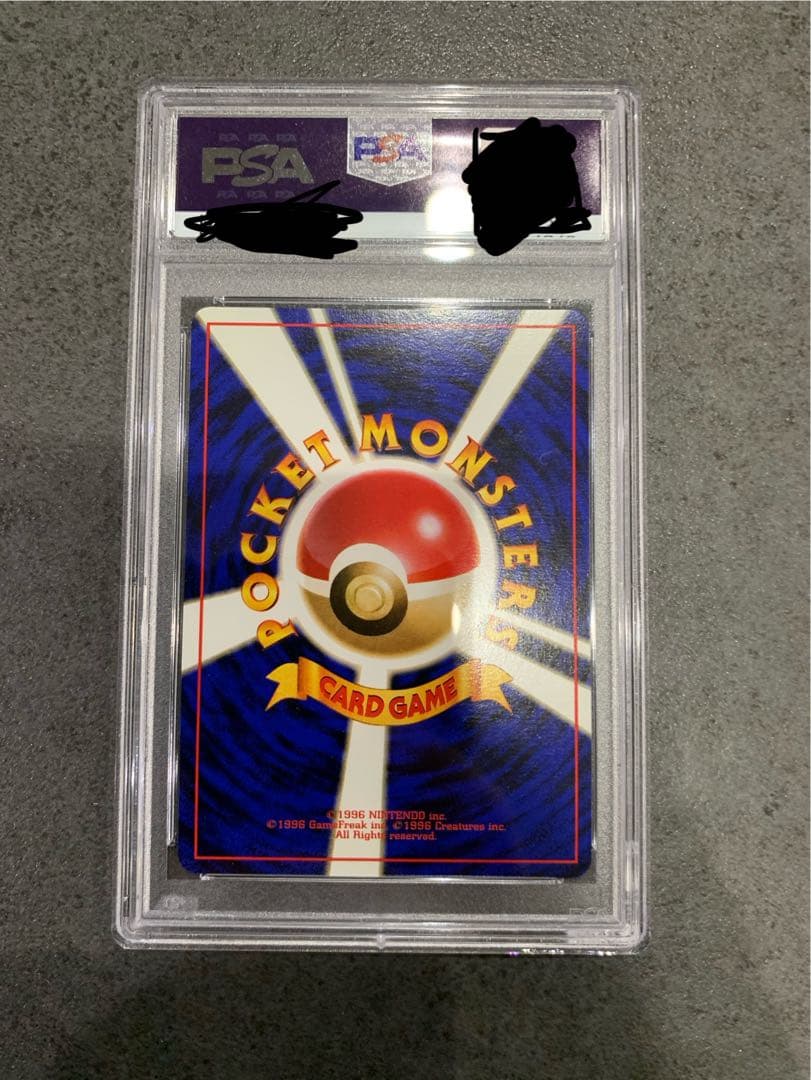 PSA
PSA
POCKET MONSTERS
CARD GAME
©1996 NINTENDO inc.
©1996 GameFreak inc. ©1996 Creatures inc.
All Rights reserved.